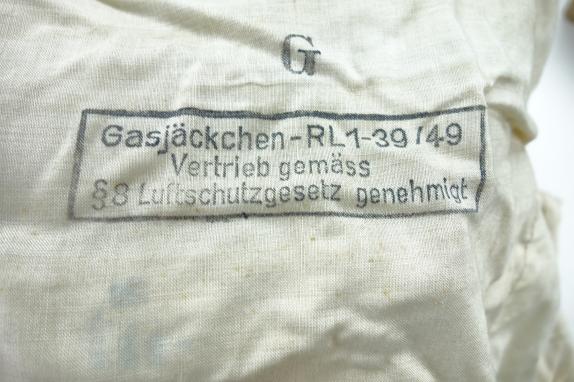 G
Gasjäckchen-RL1-39/49
Vertrieb gemäss
§8 Luftschutzgesetz genehmigt